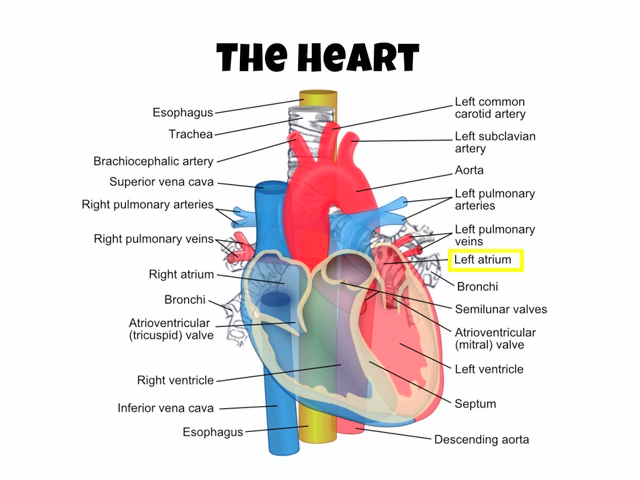 THE HEART
Esophagus
Trachea
Brachiocephalic artery
Superior vena cava
Right pulmonary arteries
Right pulmonary veins
Right atrium
Bronchi
Atrioventricular
(tricuspid) valve
Right ventricle
Inferior vena cava
Esophagus
Left common
carotid artery
Left subclavian
artery
Aorta
Left pulmonary
arteries
Left pulmonary
veins
Left atrium
Bronchi
Semilunar valves
Atrioventricular
(mitral) valve
Left ventricle
Septum
Descending aorta